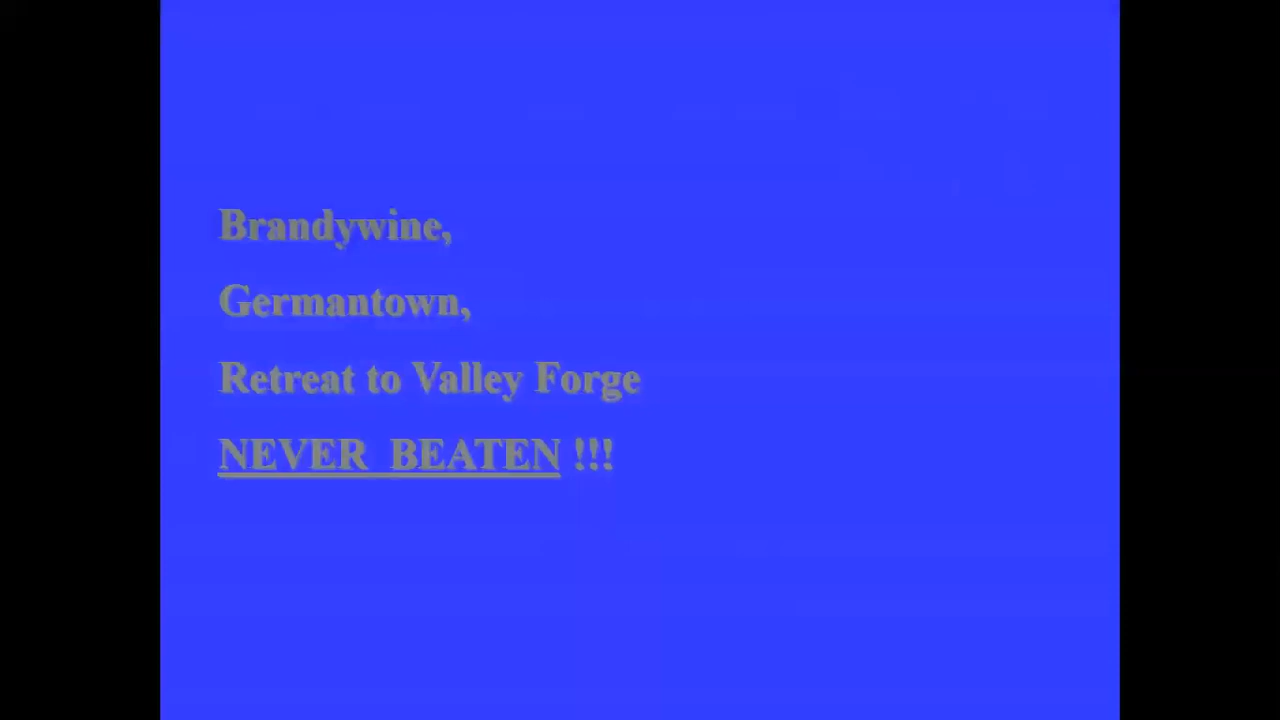 Brandywine,
Germantown,
Retreat to Valley Forge
NEVER BEATEN !!!